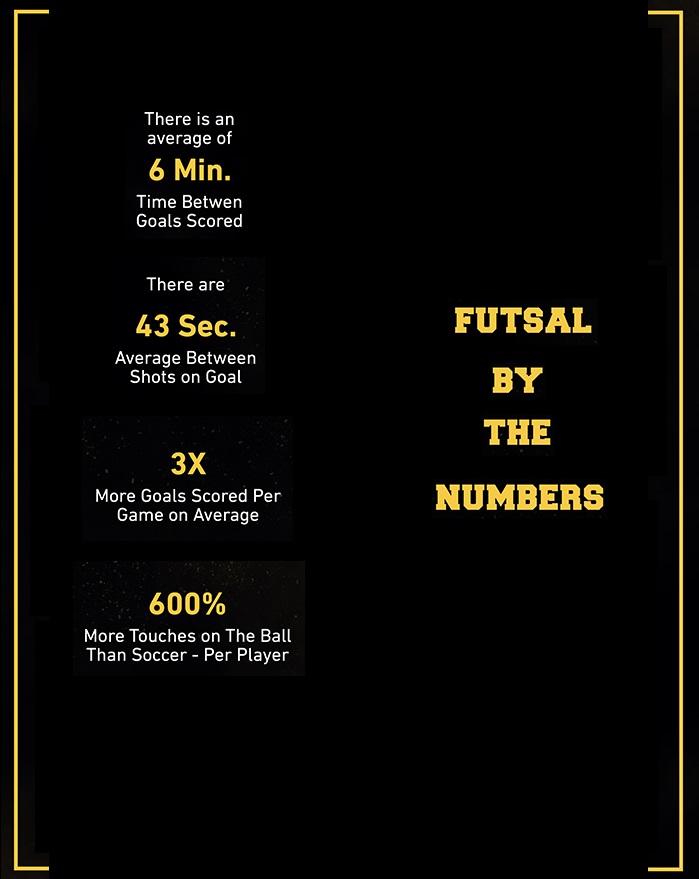 There is an
average of
6 Min.
Time Betwen
Goals Scored
There are
43 Sec.
Average Between
Shots on Goal
3X
More Goals Scored Per
Game on Average
600%
More Touches on The Ball
Than Soccer - Per Player
FUTSAL
BY
THE
NUMBERS